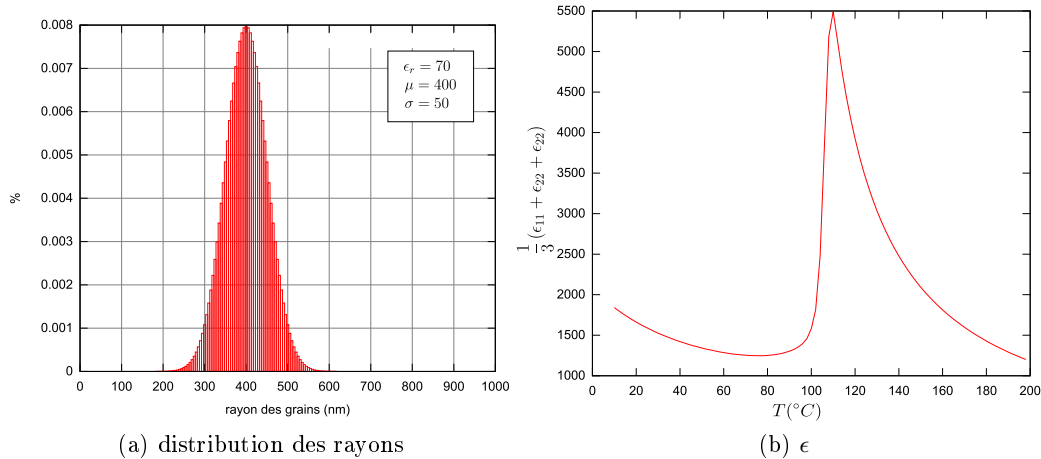 0.008
0.007
0.006
0.005
0.004
0.003
0.002
0.001
0
%
ϵ_r = 70
μ = 400
σ = 50
0 100 200 300 400 500 600 700 800 900 1000
rayon des grains (nm)
(a) distribution des rayons
5500
5000
4500
4000
3500
3000
2500
2000
1500
1000
1/3 (ϵ₁₁ + ϵ₂₂ + ϵ₂₂)
0 20 40 60 80 100 120 140 160 180 200
T(°C)
(b) ϵ